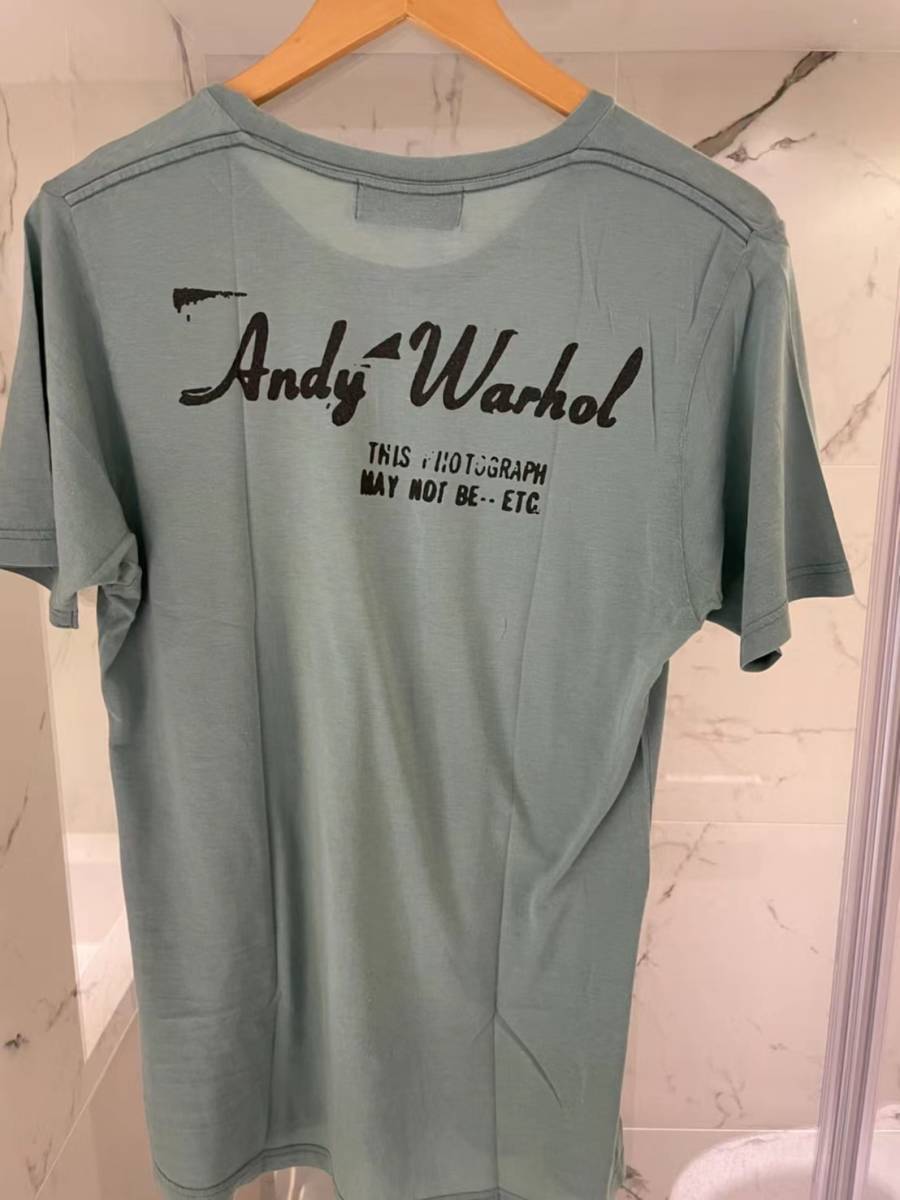 Andy Warhol
THIS PHOTOGRAPH
MAY NOT BE-- ETC.